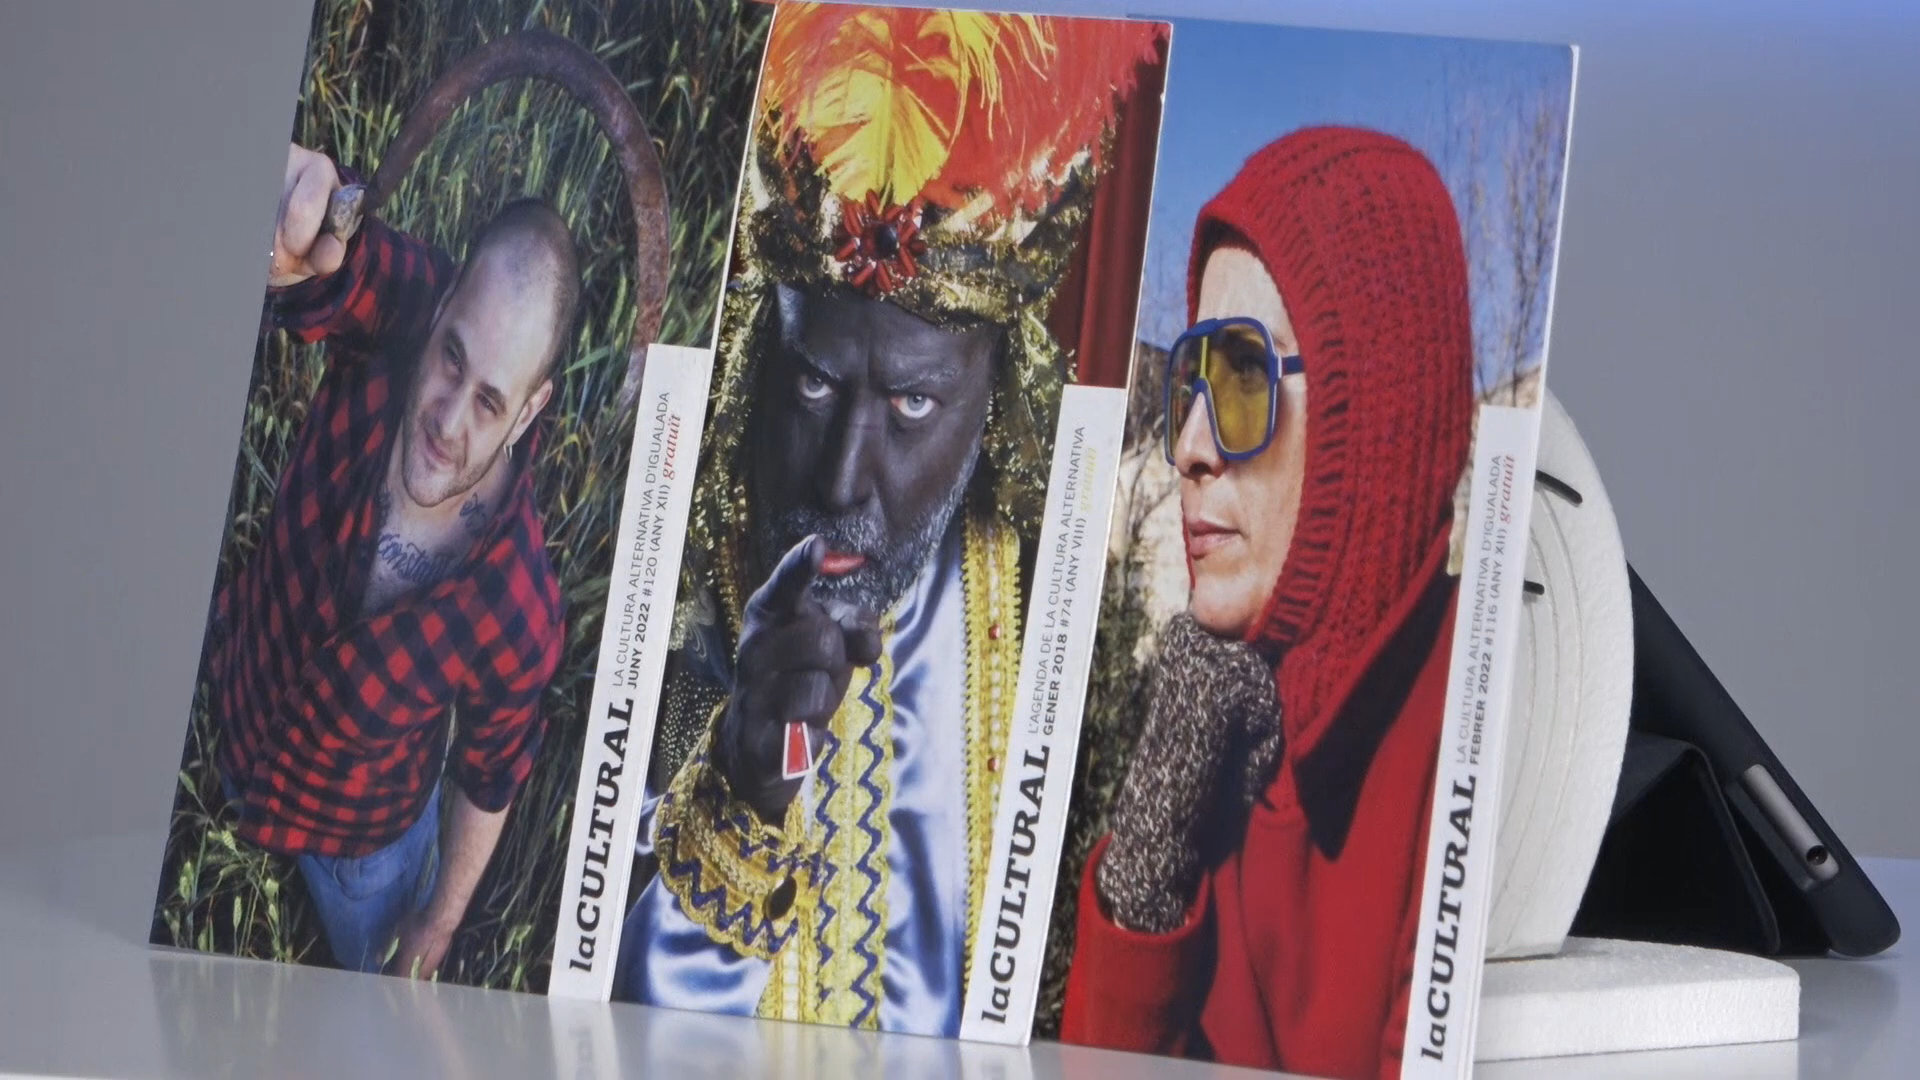 laCULTURAL
LA CULTURA ALTERNATIVA D'IGUALADA
JUNY 2022 #120 (ANY XII) gratuït
laCULTURAL
L'AGENDA DE LA CULTURA ALTERNATIVA
GENER 2018 #74 (ANY VIII) gratuït
laCULTURAL
LA CULTURA ALTERNATIVA D'IGUALADA
FEBRER 2022 #116 (ANY XII) gratuït